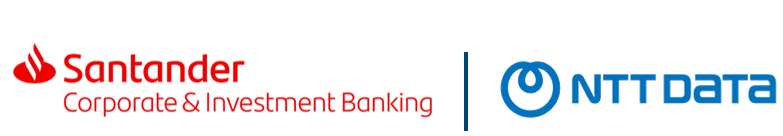 Santander
Corporate & Investment Banking
NTT DATA